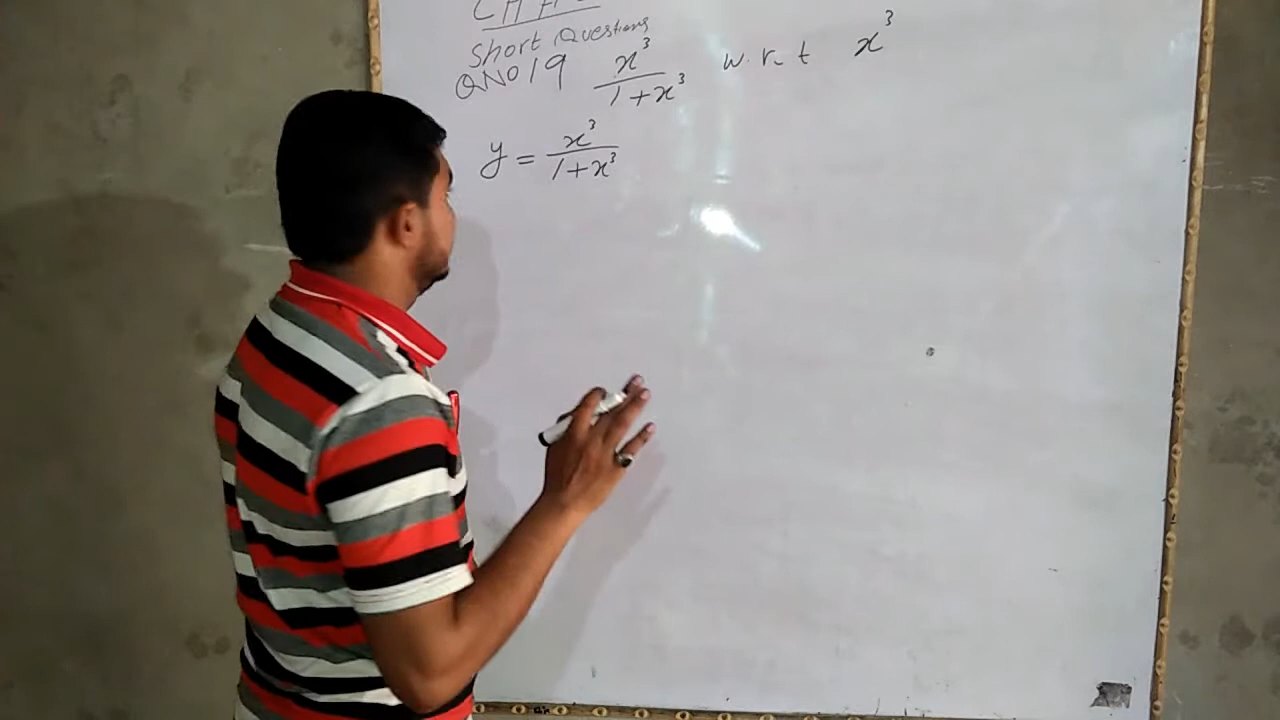 Short Questions
QNO19 x³/1+x³ w.r.t x³
y = x³/1+x³